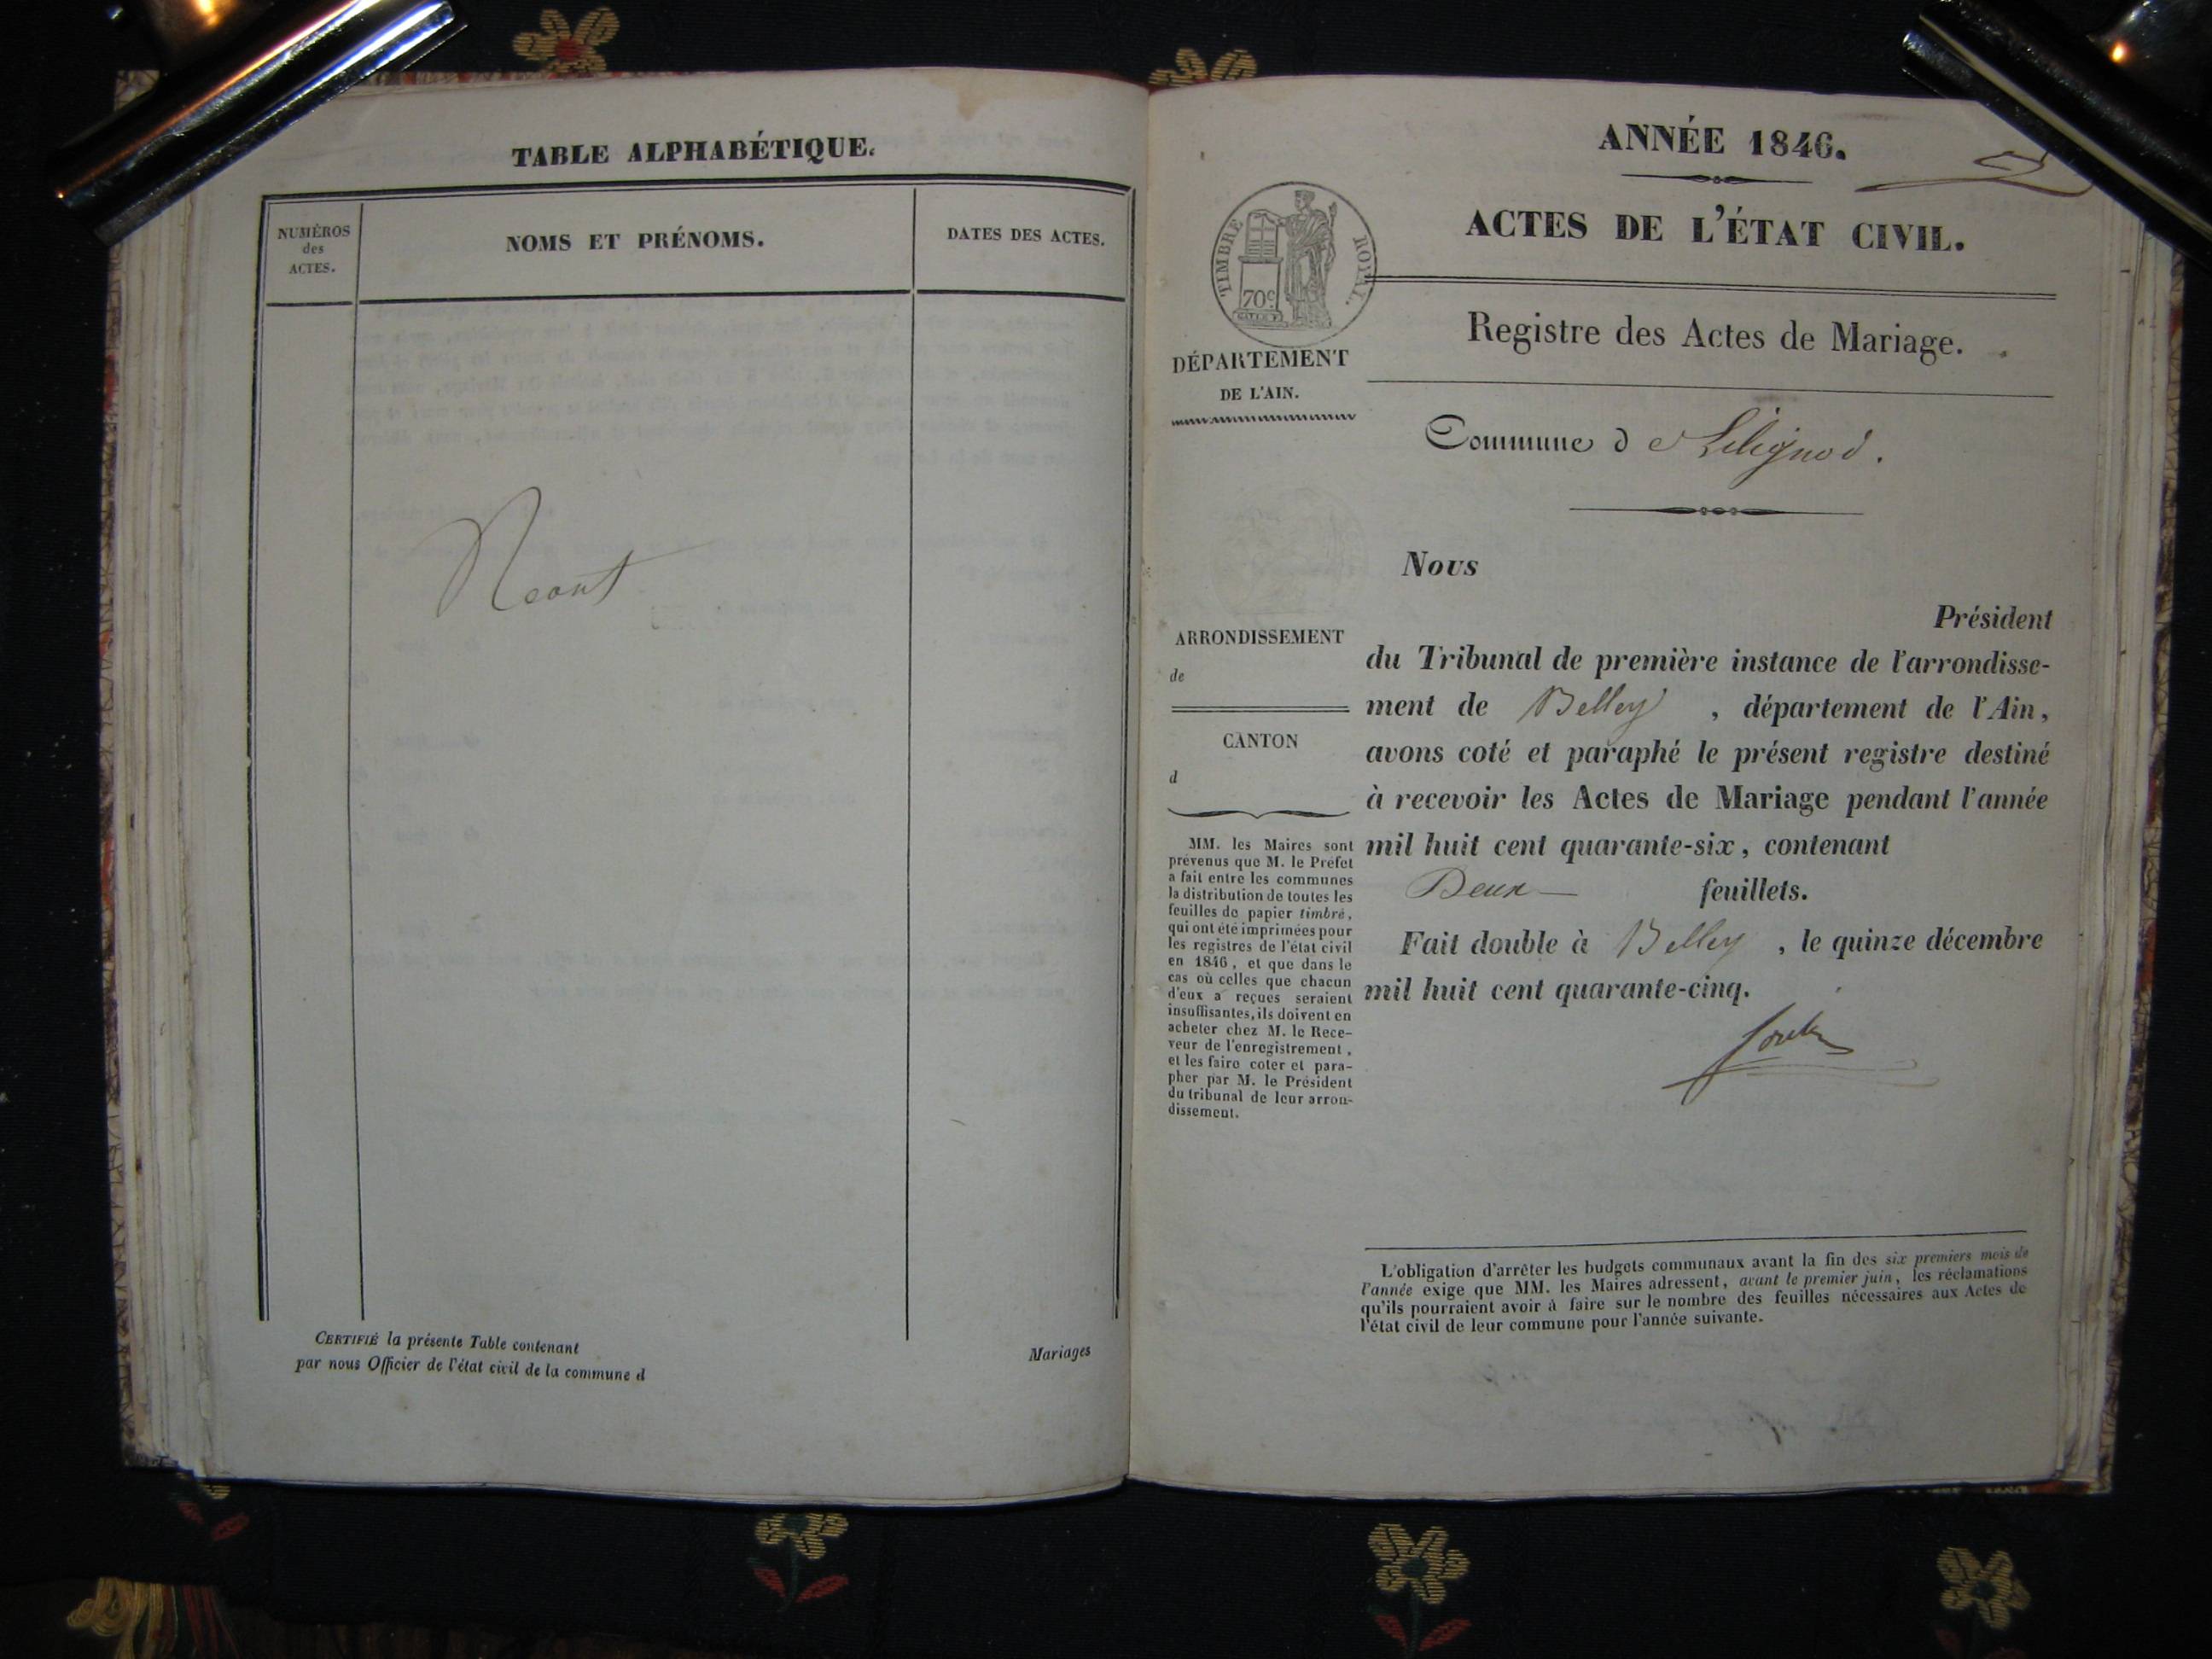 TABLE ALPHABÉTIQUE.
NUMÉROS
des
ACTES.
NOMS ET PRÉNOMS.
DATES DES ACTES.
Neant
CERTIFIÉ la présente Table contenant
Mariages
par nous Officier de l'état civil de la commune d
ANNÉE 1846.
ACTES DE L'ÉTAT CIVIL.
TIMBRE ROYAL.
70c
DÉPARTEMENT
DE L'AIN.
Registre des Actes de Mariage.
Commune de Lilignod.
ARRONDISSEMENT
de
CANTON
d
MM. les Maires sont
prévenus que M. le Préfet
a fait entre les communes
la distribution de toutes les
feuilles de papier timbré,
qui ont été imprimées pour
les registres de l'état civil
en 1846, et que dans le
cas où celles que chacun
d'eux a reçues seraient
insuffisantes, ils doivent en
acheter chez M. le Rece-
veur de l'enregistrement,
et les faire coter et para-
pher par M. le Président
du tribunal de leur arron-
dissement.
Nous
Président
du Tribunal de première instance de l'arrondisse-
ment de Belley, département de l'Ain,
avons coté et paraphé le présent registre destiné
à recevoir les Actes de Mariage pendant l'année
mil huit cent quarante-six, contenant
Deux feuillets.
Fait double à Belley, le quinze décembre
mil huit cent quarante-cinq.
L'obligation d'arrêter les budgets communaux avant la fin des six premiers mois de
l'année exige que MM. les Maires adressent, avant le premier juin, les réclamations
qu'ils pourraient avoir à faire sur le nombre des feuilles nécessaires aux Actes de
l'état civil de leur commune pour l'année suivante.